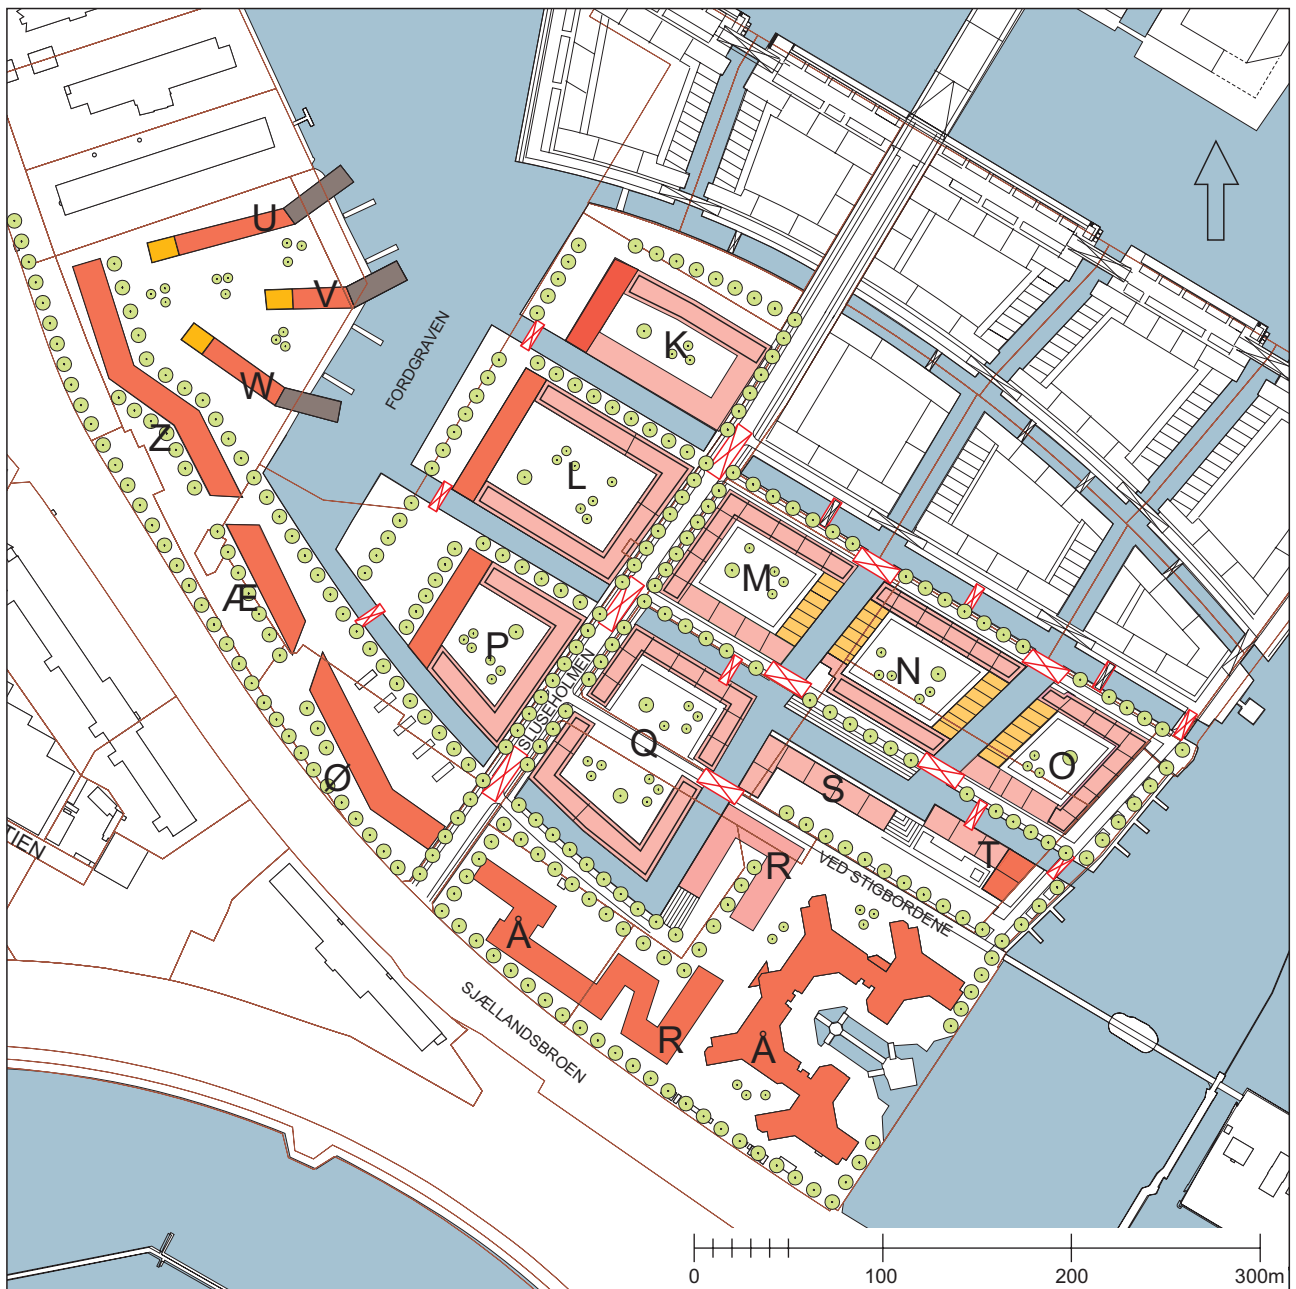 U
V
W
Z
FORDGRAVEN
K
L
M
N
O
Æ
P
Q
SLUSEHOLMEN
Ø
S
T
R
VED STIGBORDENE
Å
R
Å
SJÆLLANDSBROEN
TIEN
0 100 200 300m